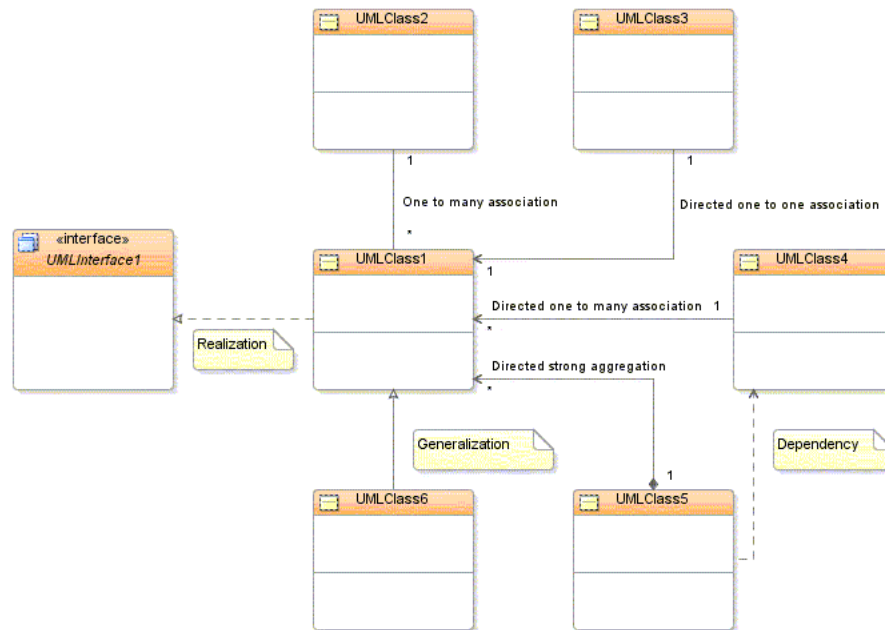 UMLClass2
UMLClass3
1
1
One to many association
Directed one to one association
*
«interface»
UMLInterface1
UMLClass1
1
UMLClass4
Directed one to many association 1
*
Realization
Directed strong aggregation
*
Generalization
Dependency
1
UMLClass6
UMLClass5